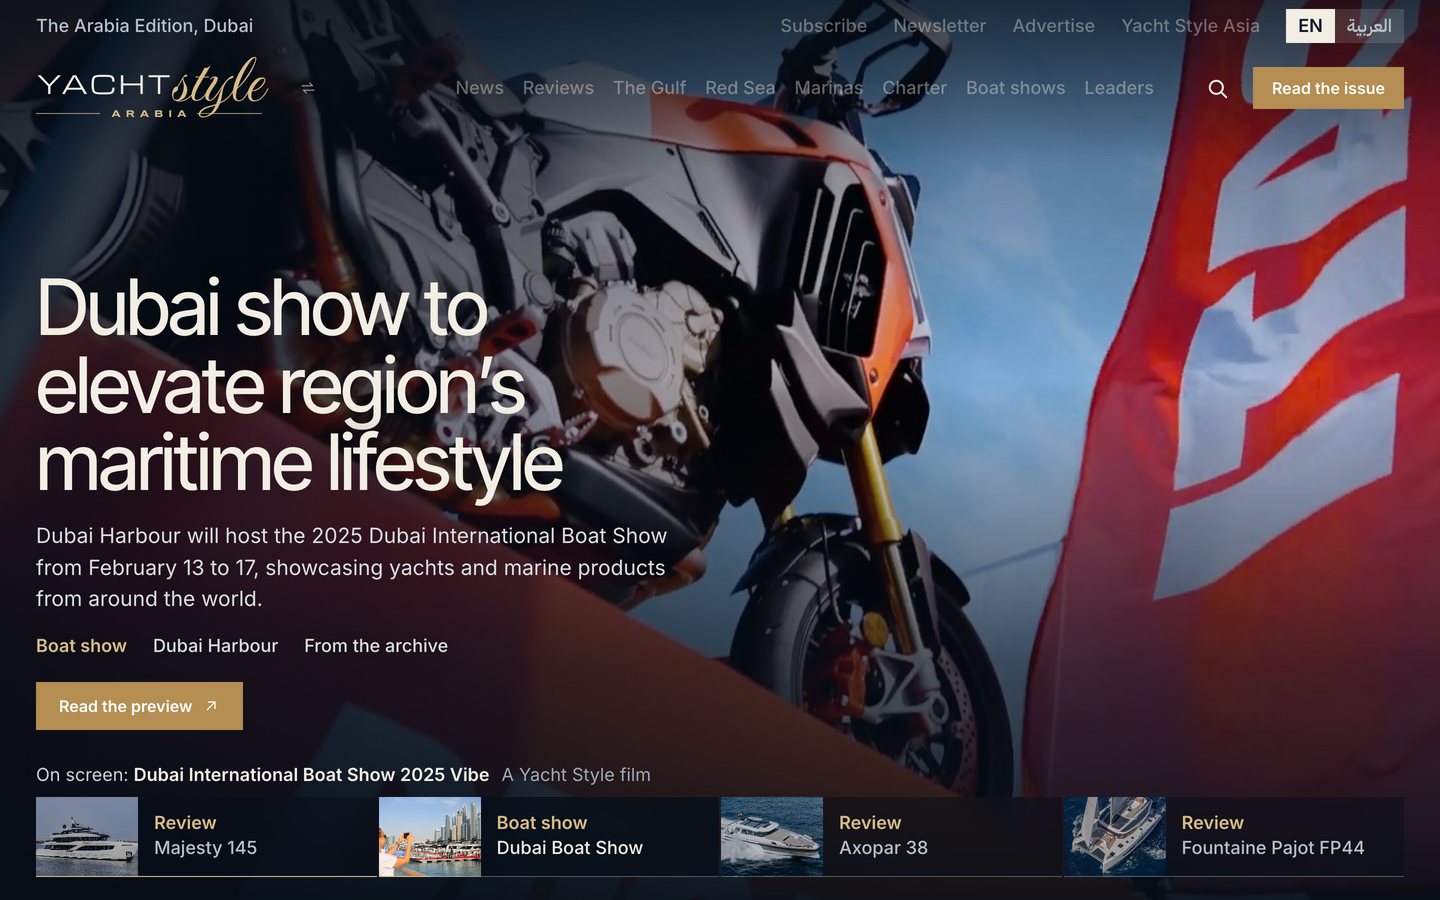 The Arabia Edition, Dubai
Subscribe Newsletter Advertise Yacht Style Asia EN العربية
YACHT style
ARABIA
News Reviews The Gulf Red Sea Marinas Charter Boat shows Leaders
Read the issue
Dubai show to
elevate region’s
maritime lifestyle
Dubai Harbour will host the 2025 Dubai International Boat Show
from February 13 to 17, showcasing yachts and marine products
from around the world.
Boat show Dubai Harbour From the archive
Read the preview
On screen: Dubai International Boat Show 2025 Vibe A Yacht Style film
Review
Majesty 145
Boat show
Dubai Boat Show
Review
Axopar 38
Review
Fountaine Pajot FP44